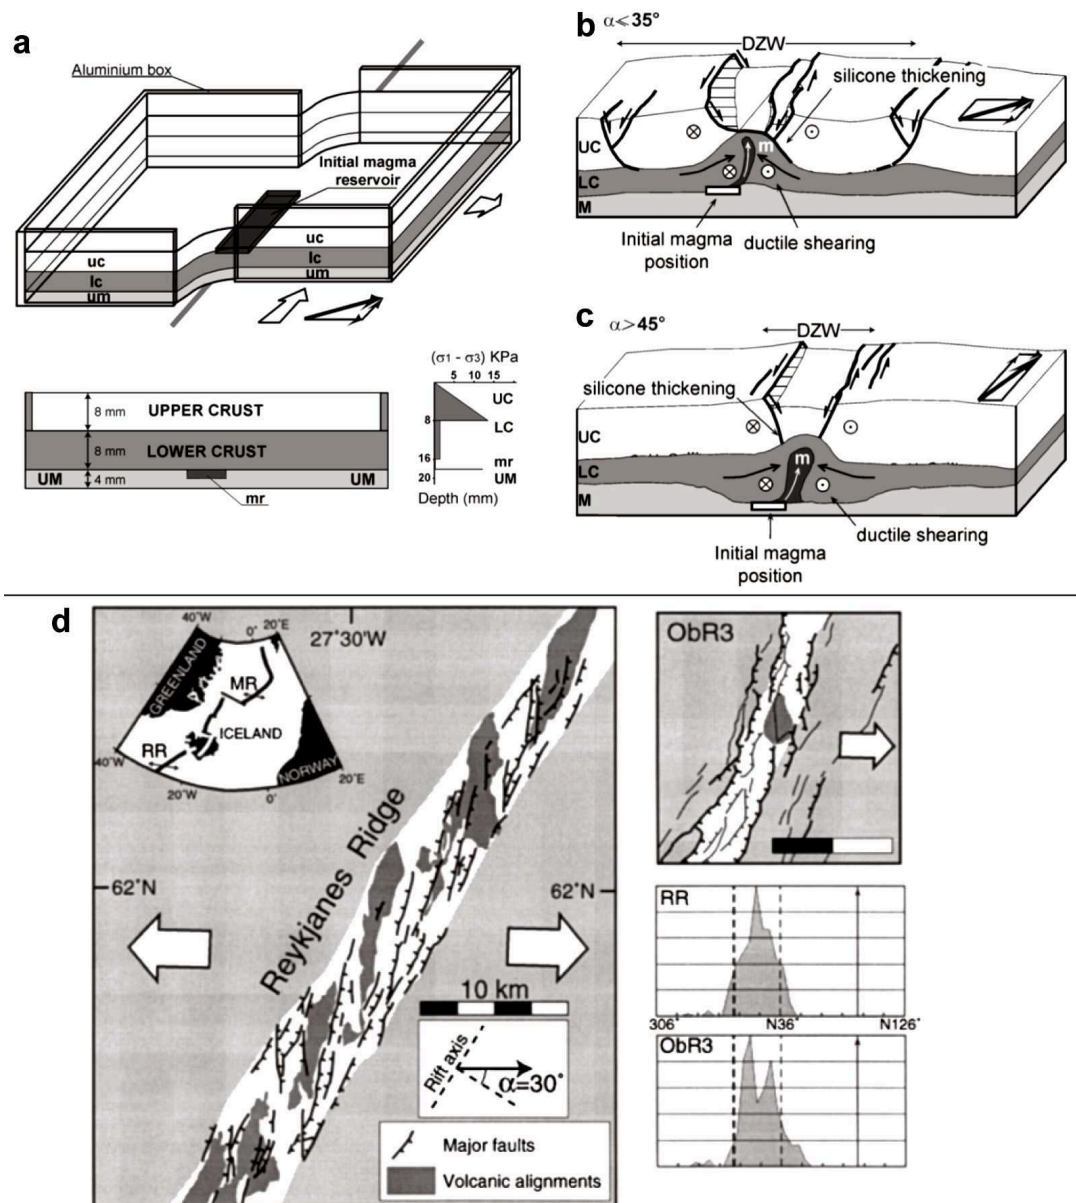 a
Aluminium box
Initial magma
reservoir
uc
lc
um
uc
lc
um
8 mm
UPPER CRUST
8 mm
LOWER CRUST
UM
4 mm
UM
mr
(σ1 - σ3) KPa
5 10 15
UC
8
LC
16
mr
20
UM
Depth (mm)
b
α⩽35°
DZW
silicone thickening
UC
m
LC
M
Initial magma
position
ductile shearing
c
α>45°
DZW
silicone thickening
UC
m
LC
M
ductile shearing
Initial magma
position
d
40°W
0°
20°E
27°30'W
GREENLAND
MR
ICELAND
RR
NORWAY
40°W
20°W
0°
20°E
Reykjanes Ridge
62°N
62°N
10 km
Rift axis
α=30°
Major faults
Volcanic alignments
ObR3
RR
306°
N36°
N126°
ObR3